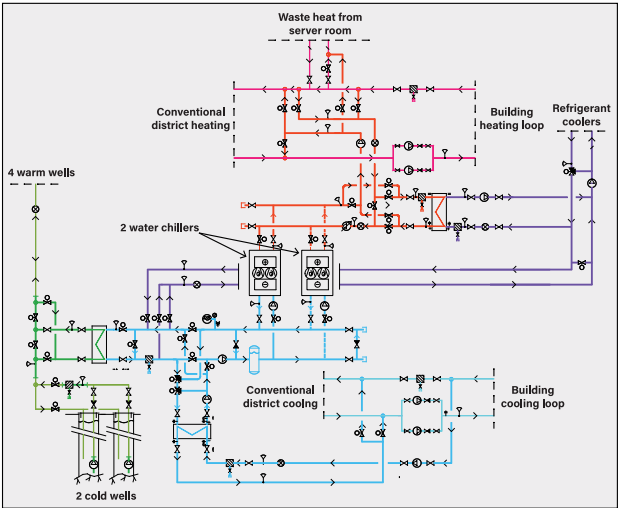 Waste heat from
server room
Conventional
district heating
Building
heating loop
Refrigerant
coolers
4 warm wells
2 water chillers
Conventional
district cooling
Building
cooling loop
2 cold wells